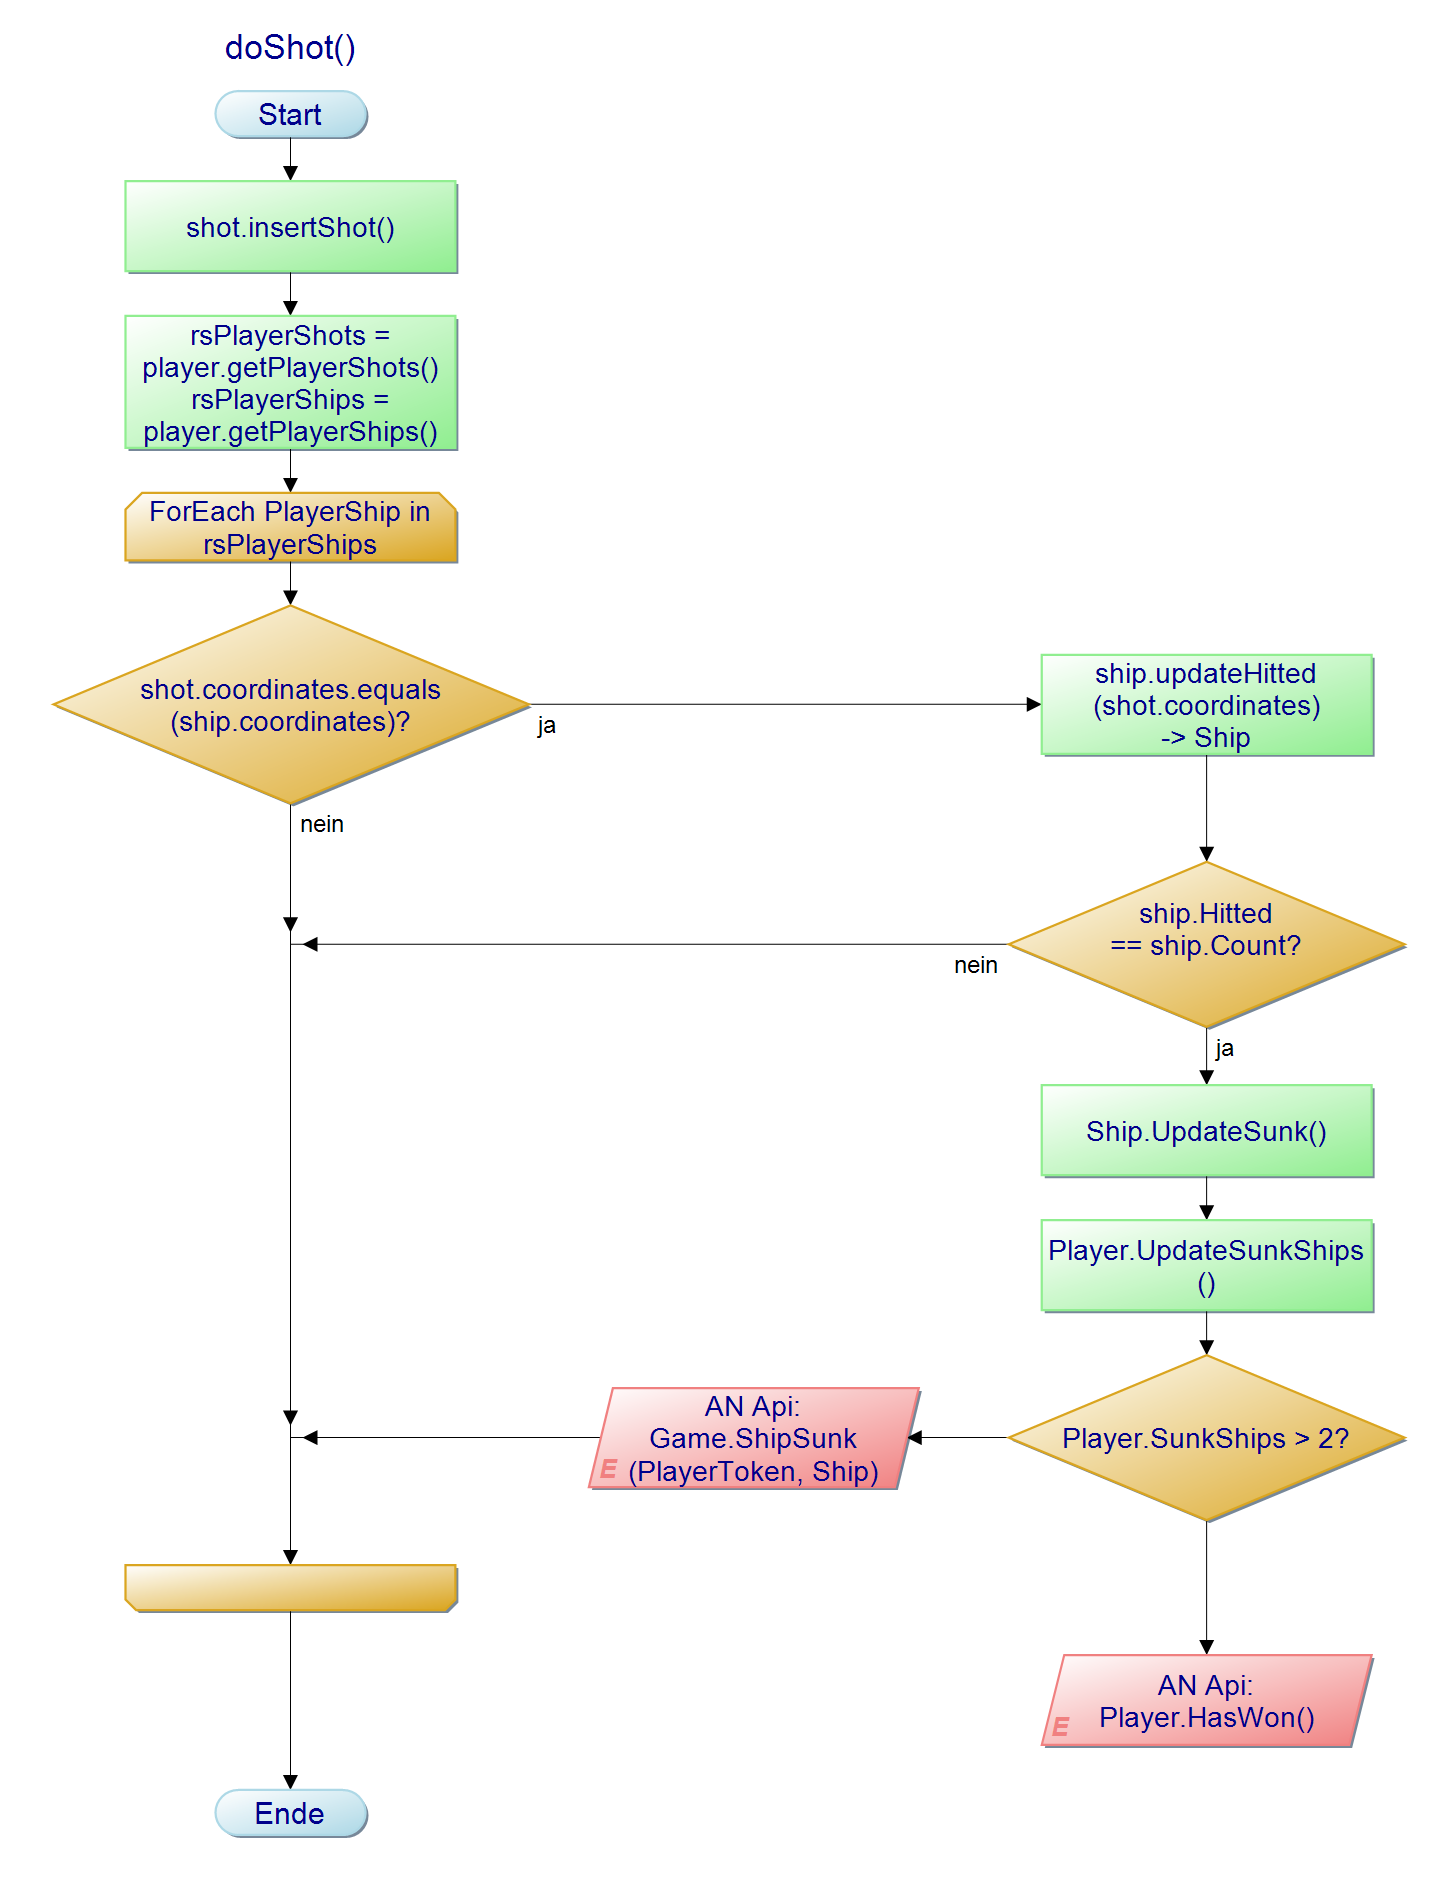 doShot()
Start
shot.insertShot()
rsPlayerShots =
player.getPlayerShots()
rsPlayerShips =
player.getPlayerShips()
ForEach PlayerShip in
rsPlayerShips
shot.coordinates.equals
(ship.coordinates)?
ja
nein
ship.updateHitted
(shot.coordinates)
-> Ship
ship.Hitted
== ship.Count?
nein
ja
Ship.UpdateSunk()
Player.UpdateSunkShips
()
Player.SunkShips > 2?
AN Api:
Game.ShipSunk
(PlayerToken, Ship)
E
AN Api:
Player.HasWon()
E
Ende